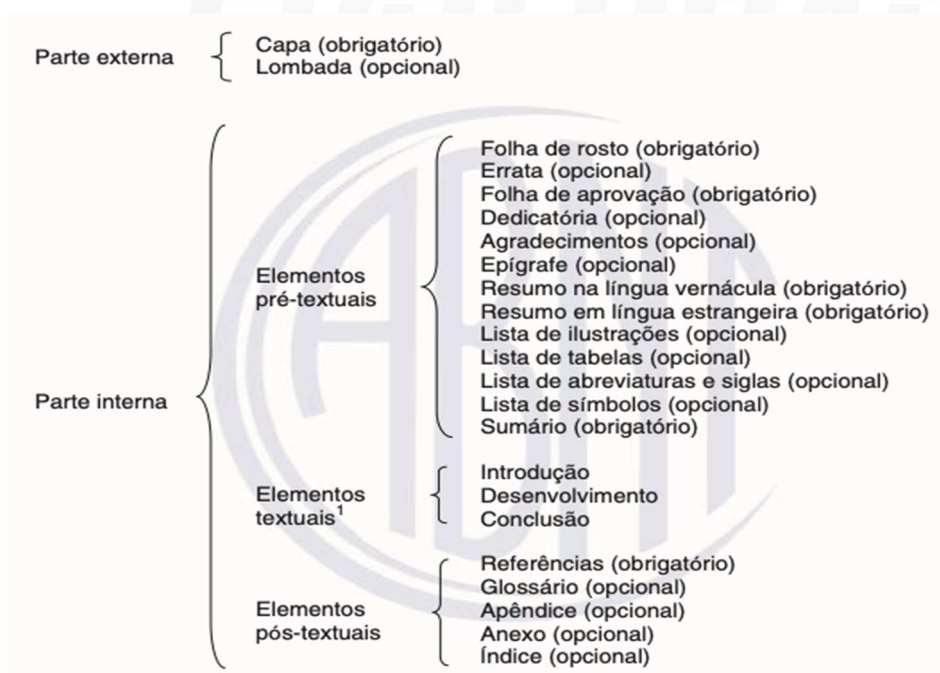 Parte externa
Capa (obrigatório)
Lombada (opcional)
Parte interna
Elementos
pré-textuais
Folha de rosto (obrigatório)
Errata (opcional)
Folha de aprovação (obrigatório)
Dedicatória (opcional)
Agradecimentos (opcional)
Epígrafe (opcional)
Resumo na língua vernácula (obrigatório)
Resumo em língua estrangeira (obrigatório)
Lista de ilustrações (opcional)
Lista de tabelas (opcional)
Lista de abreviaturas e siglas (opcional)
Lista de símbolos (opcional)
Sumário (obrigatório)
Elementos
textuais¹
Introdução
Desenvolvimento
Conclusão
Elementos
pós-textuais
Referências (obrigatório)
Glossário (opcional)
Apêndice (opcional)
Anexo (opcional)
Índice (opcional)
ABNT